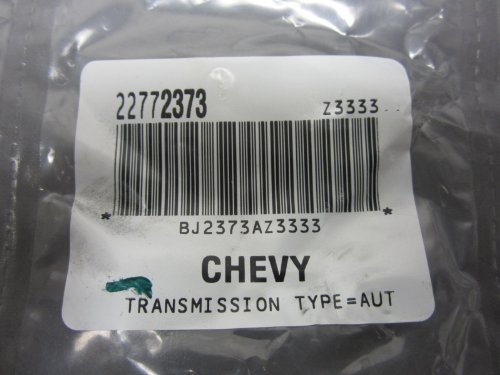 22772373 Z3333
* *
BJ2373AZ3333
CHEVY
TRANSMISSION TYPE=AUT